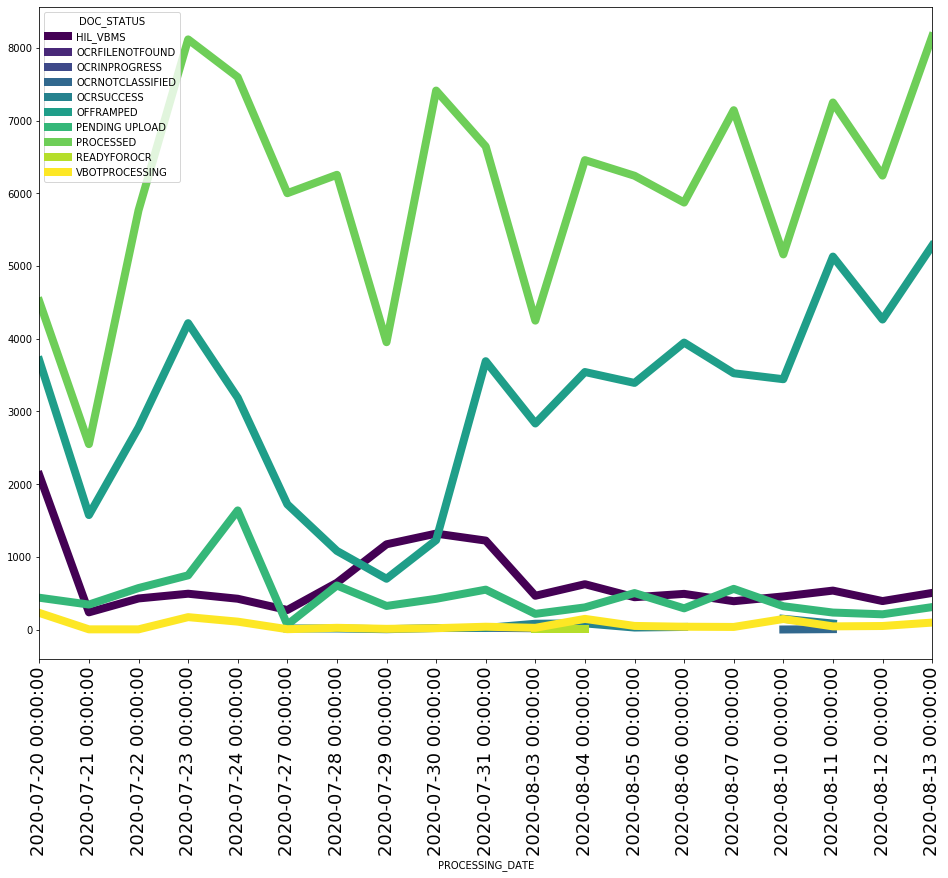 DOC_STATUS
HIL_VBMS
OCRFILENOTFOUND
OCRINPROGRESS
OCRNOTCLASSIFIED
OCRSUCCESS
OFFRAMPED
PENDING UPLOAD
PROCESSED
READYFOROCR
VBOTPROCESSING
8000
7000
6000
5000
4000
3000
2000
1000
0
2020-07-20 00:00:00
2020-07-21 00:00:00
2020-07-22 00:00:00
2020-07-23 00:00:00
2020-07-24 00:00:00
2020-07-27 00:00:00
2020-07-28 00:00:00
2020-07-29 00:00:00
2020-07-30 00:00:00
2020-07-31 00:00:00
2020-08-03 00:00:00
2020-08-04 00:00:00
2020-08-05 00:00:00
2020-08-06 00:00:00
2020-08-07 00:00:00
2020-08-10 00:00:00
2020-08-11 00:00:00
2020-08-12 00:00:00
2020-08-13 00:00:00
PROCESSING_DATE